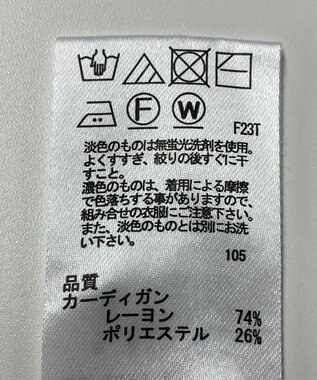 F W
F23T
淡色のものは無蛍光洗剤を使用。
よくすすぎ、絞りの後すぐに干
すこと。
濃色のものは、着用による摩擦
で色落ちする事がありますので、
組み合せの衣服にご注意下さい。
また、淡色のものとは別にお洗
い下さい。
105
品質
カーディガン
レーヨン 74%
ポリエステル 26%